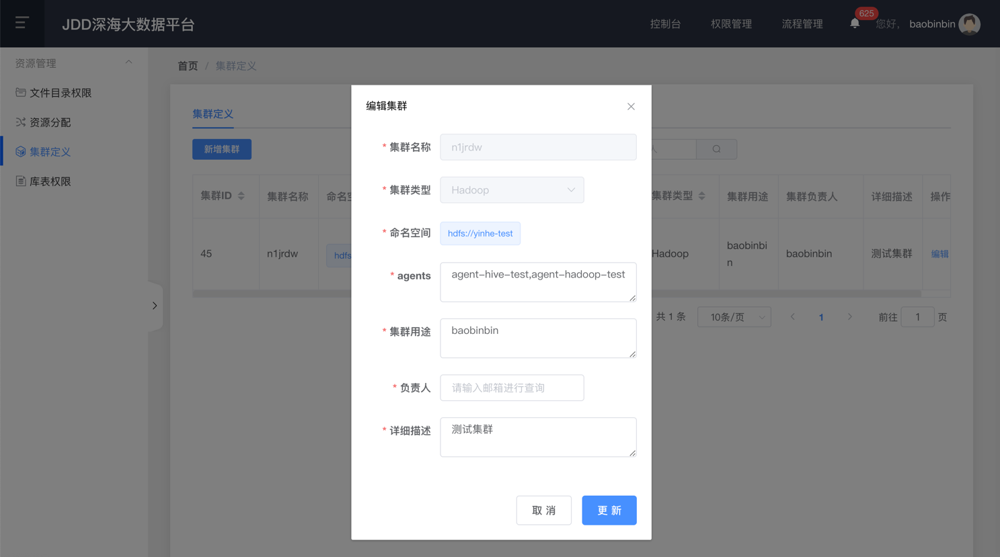 JDD深海大数据平台
控制台
权限管理
流程管理
625
您好,
baobinbin
资源管理
文件目录权限
资源分配
集群定义
库表权限
首页 / 集群定义
集群定义
新增集群
人
集群ID
集群名称
集群类型
集群用途
集群负责人
详细描述
操作
45
n1jrdw
hdfs
Hadoop
baobinbi
n
baobinbin
测试集群
编辑
共 1 条
10条/页
1
前往 1 页
编辑集群
* 集群名称
n1jrdw
* 集群类型
Hadoop
* 命名空间
hdfs://yinhe-test
* agents
agent-hive-test,agent-hadoop-test
* 集群用途
baobinbin
* 负责人
请输入邮箱进行查询
* 详细描述
测试集群
取 消
更 新